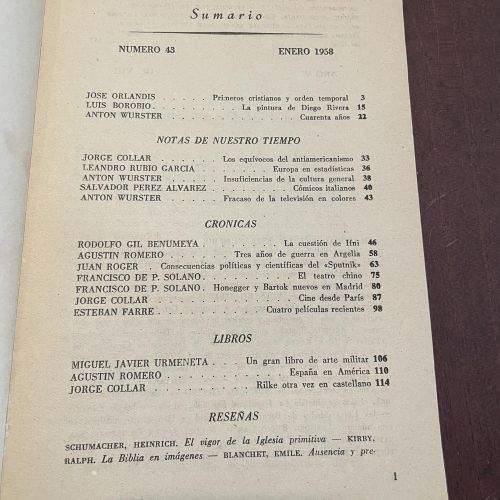 Sumario
NUMERO 43 ENERO 1958
JOSE ORLANDIS . . . . . Primeros cristianos y orden temporal 3
LUIS BOROBIO . . . . . . . . La pintura de Diego Rivera 15
ANTON WURSTER . . . . . . . . . . . . Cuarenta años 22
NOTAS DE NUESTRO TIEMPO
JORGE COLLAR . . . . . . . Los equívocos del antiamericanismo 33
LEANDRO RUBIO GARCIA . . . . . . . Europa en estadísticas 36
ANTON WURSTER . . . . . . Insuficiencias de la cultura general 38
SALVADOR PEREZ ALVAREZ . . . . . . . Cómicos italianos 40
ANTON WURSTER . . . . . . Fracaso de la televisión en colores 43
CRONICAS
RODOLFO GIL BENUMEYA . . . . . . . . La cuestión de Ifni 46
AGUSTIN ROMERO . . . . . . . Tres años de guerra en Argelia 58
JUAN ROGER . Consecuencias políticas y científicas del «Sputnik» 63
FRANCISCO DE P. SOLANO . . . . . . . . . El teatro chino 75
FRANCISCO DE P. SOLANO . Honegger y Bartok nuevos en Madrid 80
JORGE COLLAR . . . . . . . . . . . . . Cine desde París 87
ESTEBAN FARRE . . . . . . . . . Cuatro películas recientes 98
LIBROS
MIGUEL JAVIER URMENETA . . . Un gran libro de arte militar 106
AGUSTIN ROMERO . . . . . . . . . . . España en América 110
JORGE COLLAR . . . . . . . . . Rilke otra vez en castellano 114
RESEÑAS
SCHUMACHER, HEINRICH. El vigor de la Iglesia primitiva — KIRBY,
RALPH. La Biblia en imágenes — BLANCHET, EMILE. Ausencia y pre-
1